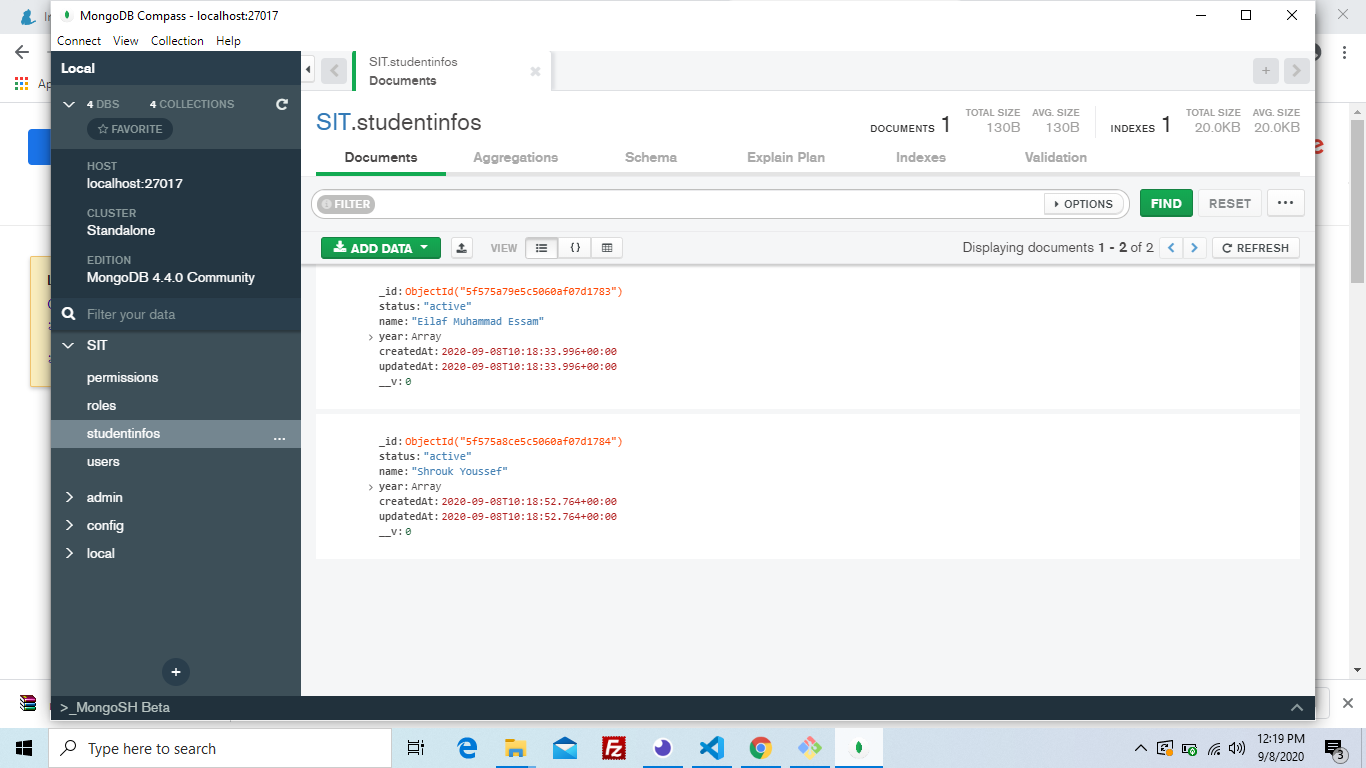 MongoDB Compass - localhost:27017
Connect View Collection Help
Local
4 DBS 4 COLLECTIONS
FAVORITE
HOST
localhost:27017
CLUSTER
Standalone
EDITION
MongoDB 4.4.0 Community
Filter your data
SIT
permissions
roles
studentinfos ...
users
admin
config
local
+
SIT.studentinfos
Documents
SIT.studentinfos
DOCUMENTS 1
TOTAL SIZE
130B
AVG. SIZE
130B
INDEXES 1
TOTAL SIZE
20.0KB
AVG. SIZE
20.0KB
Documents Aggregations Schema Explain Plan Indexes Validation
FILTER
OPTIONS
FIND RESET ...
ADD DATA VIEW {} Displaying documents 1 - 2 of 2 < > REFRESH
_id: ObjectId("5f575a79e5c5060af07d1783")
status: "active"
name: "Eilaf Muhammad Essam"
> year: Array
createdAt: 2020-09-08T10:18:33.996+00:00
updatedAt: 2020-09-08T10:18:33.996+00:00
__v: 0
_id: ObjectId("5f575a8ce5c5060af07d1784")
status: "active"
name: "Shrouk Youssef"
> year: Array
createdAt: 2020-09-08T10:18:52.764+00:00
updatedAt: 2020-09-08T10:18:52.764+00:00
__v: 0
>_MongoSH Beta
Type here to search
12:19 PM
9/8/2020
3